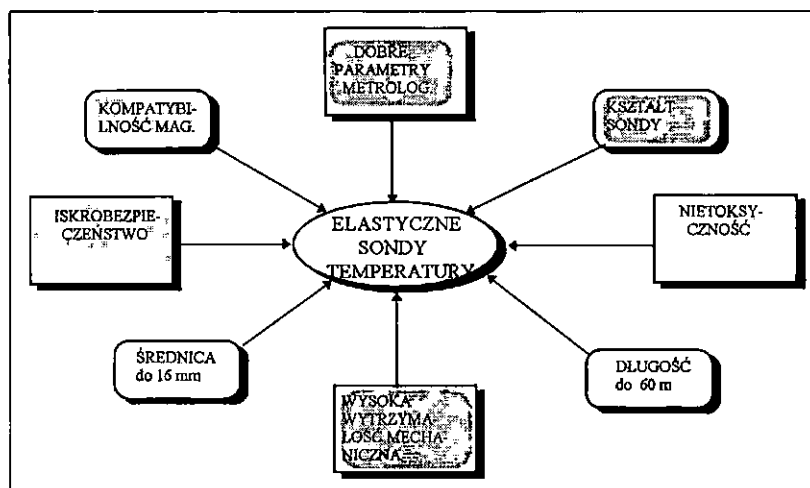 DOBRE
PARAMETRY
METROLOG.
KOMPATYBI-
LNOŚĆ MAG.
KSZTAŁT
SONDY
ISKROBEZPIE-
CZEŃSTWO
ELASTYCZNE
SONDY
TEMPERATURY
NIETOKSY-
CZNOŚĆ
ŚREDNICA
do 16 mm
WYSOKA
WYTRZYMA-
ŁOŚĆ MECHA-
NICZNA
DŁUGOŚĆ
do 60 m